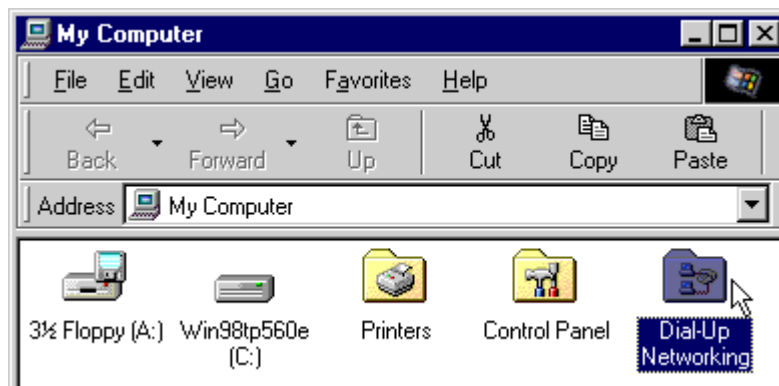 My Computer
File Edit View Go Favorites Help
Back Forward Up Cut Copy Paste
Address My Computer
3½ Floppy (A:) Win98tp560e (C:) Printers Control Panel Dial-Up Networking